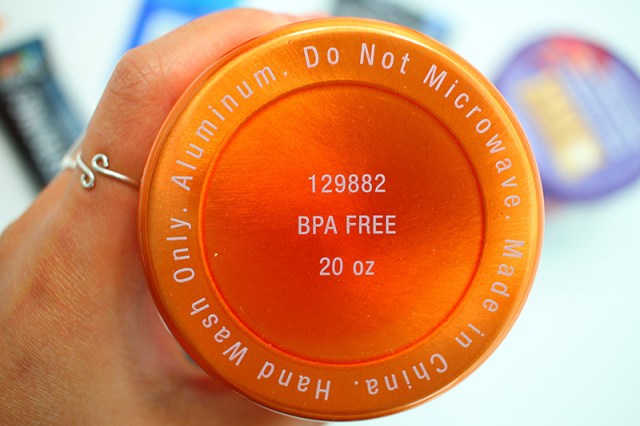 Do Not Microwave. Made in China. Hand Wash Only. Aluminum.
129882
BPA FREE
20 oz